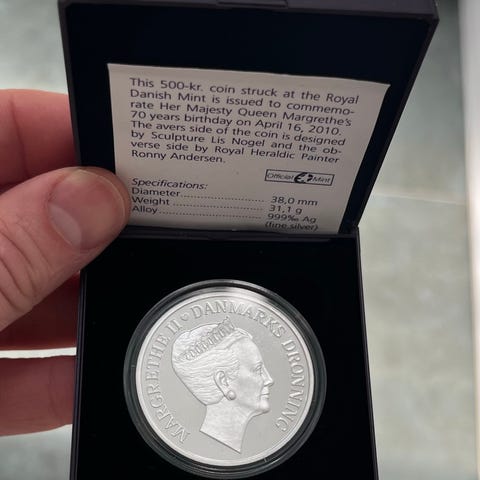 This 500-kr. coin struck at the Royal
Danish Mint is issued to commemo-
rate Her Majesty Queen Margrethe's
70 years birthday on April 16, 2010.
The avers side of the coin is designed
by Sculpture Lis Nogel and the ob-
verse side by Royal Heraldic Painter
Ronny Andersen.
Official Mint
Specifications:
Diameter........................ 38,0 mm
Weight........................ 31,1 g
Alloy........................ 999‰ Ag
(fine silver)
MARGRETHE II ♥ DANMARKS DRONNING